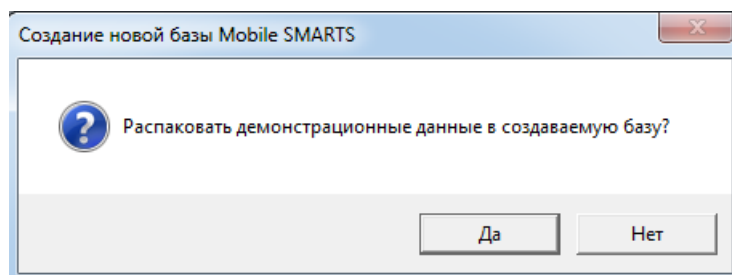 Создание новой базы Mobile SMARTS
Распаковать демонстрационные данные в создаваемую базу?
Да
Нет